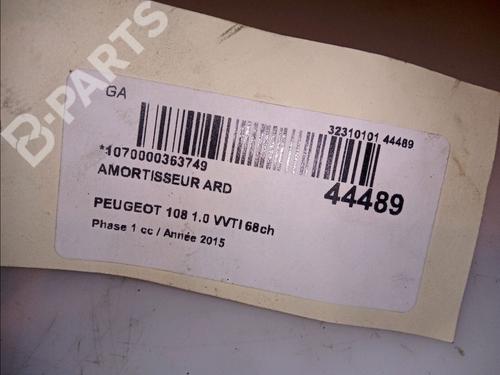 B-PARTS
GA
32310101 44489
*1070000363749
AMORTISSEUR ARD
44489
PEUGEOT 108 1.0 VVTI 68ch
Phase 1 cc / Année 2015